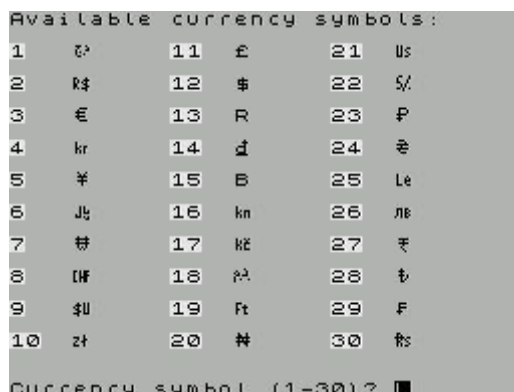 Available currency symbols:
1 11 £ 21 Us
2 R$ 12 $ 22 S/.
3 € 13 R 23 ₽
4 kr 14 ₫ 24 ₴
5 ¥ 15 B 25 Le
6 16 kn 26 лв
7 ₩ 17 Kč 27 ₹
8 CHF 18 28 ₺
9 $U 19 Ft 29 ₣
10 zł 20 ₦ 30 ₧
Currency symbol (1-30)?